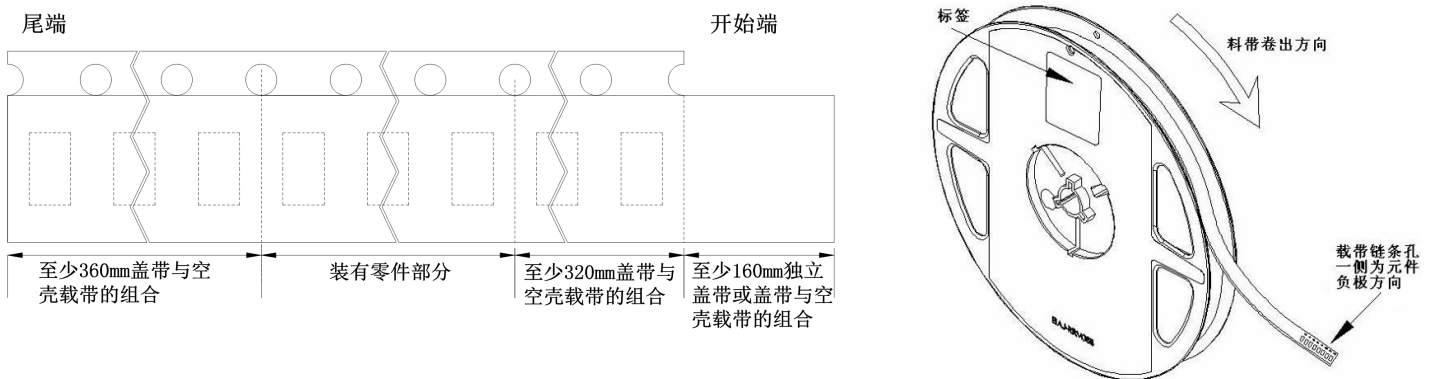 尾端
开始端
至少360mm盖带与空
壳载带的组合
装有零件部分
至少320mm盖带与
空壳载带的组合
至少160mm独立
盖带或盖带与空
壳载带的组合
标签
料带卷出方向
载带链条孔
一侧为元件
负极方向